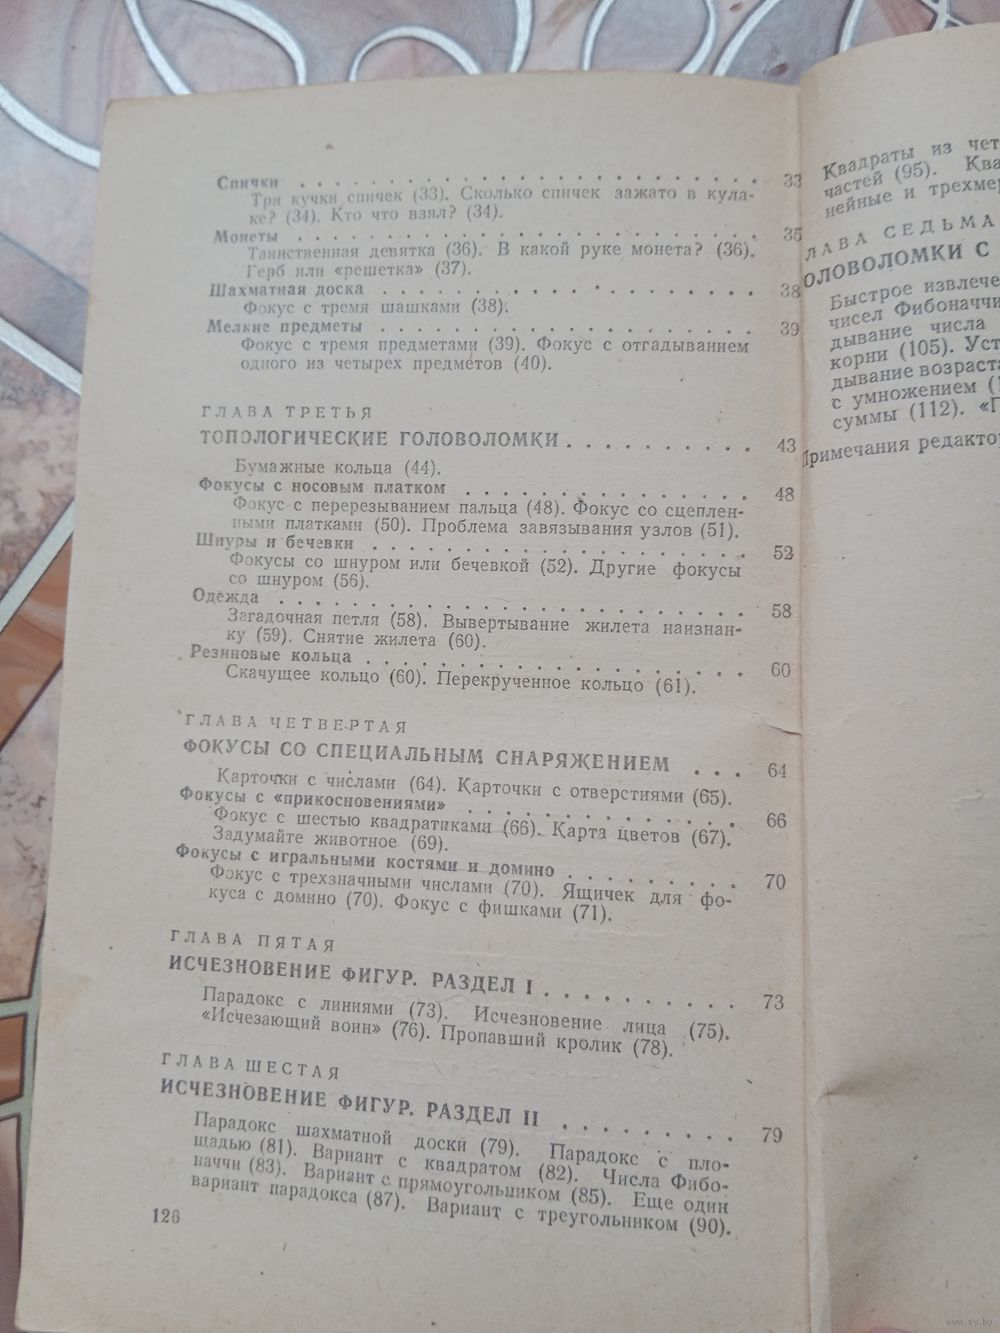 Спички . . . . . . . . . . . . . . . . . . . . . . . . . 33
Три кучки спичек (33). Сколько спичек зажато в кула-
ке? (34). Кто что взял? (34).
Монеты . . . . . . . . . . . . . . . . . . . . . . . . . 35
Таинственная девятка (36). В какой руке монета? (36).
Герб или «решетка» (37).
Шахматная доска . . . . . . . . . . . . . . . . . . . . 38
Фокус с тремя шашками (38).
Мелкие предметы . . . . . . . . . . . . . . . . . . . . 39
Фокус с тремя предметами (39). Фокус с отгадыванием
одного из четырех предметов (40).
ГЛАВА ТРЕТЬЯ
ТОПОЛОГИЧЕСКИЕ ГОЛОВОЛОМКИ . . . . . . . . . . 43
Бумажные кольца (44).
Фокусы с носовым платком . . . . . . . . . . . . . . . 48
Фокус с перерезыванием пальца (48). Фокус со сцеплен-
ными платками (50). Проблема завязывания узлов (51).
Шнуры и бечевки . . . . . . . . . . . . . . . . . . . . 52
Фокусы со шнуром или бечевкой (52). Другие фокусы
со шнуром (56).
Одежда . . . . . . . . . . . . . . . . . . . . . . . . . 58
Загадочная петля (58). Вывертывание жилета наизнан-
ку (59). Снятие жилета (60).
Резиновые кольца . . . . . . . . . . . . . . . . . . . . 60
Скачущее кольцо (60). Перекрученное кольцо (61).
ГЛАВА ЧЕТВЕРТАЯ
ФОКУСЫ СО СПЕЦИАЛЬНЫМ СНАРЯЖЕНИЕМ . . . 64
Карточки с числами (64). Карточки с отверстиями (65).
Фокусы с «прикосновениями» . . . . . . . . . . . . . . 66
Фокус с шестью квадратиками (66). Карта цветов (67).
Задумайте животное (69).
Фокусы с игральными костями и домино . . . . . . . . . 70
Фокус с трехзначными числами (70). Ящичек для фо-
куса с домино (70). Фокус с фишками (71).
ГЛАВА ПЯТАЯ
ИСЧЕЗНОВЕНИЕ ФИГУР. РАЗДЕЛ I . . . . . . . . . . 73
Парадокс с линиями (73). Исчезновение лица (75).
«Исчезающий воин» (76). Пропавший кролик (78).
ГЛАВА ШЕСТАЯ
ИСЧЕЗНОВЕНИЕ ФИГУР. РАЗДЕЛ II . . . . . . . . . 79
Парадокс шахматной доски (79). Парадокс с пло-
щадью (81). Вариант с квадратом (82). Числа Фибо-
наччи (83). Вариант с прямоугольником (85). Еще один
вариант парадокса (87). Вариант с треугольником (90).
126
Квадраты из чет
частей (95). Ква
нейные и трехмер
ЛАВА СЕДЬМА
ОЛОВОЛОМКИ С
Быстрое извлече
чисел Фибоначчи
дывание числа
корни (105). Уст
дывание возраста
с умножением (1
суммы (112). «П
Примечания редактор
www.ay.by